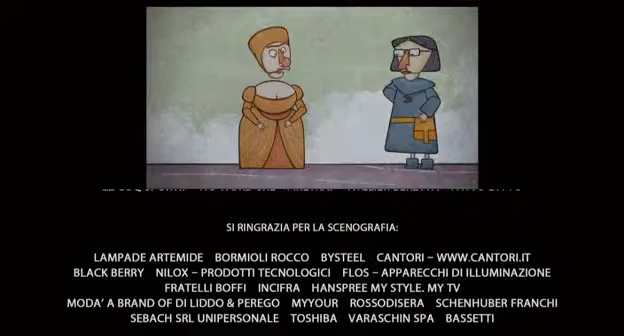 SI RINGRAZIA PER LA SCENOGRAFIA:
LAMPADE ARTEMIDE BORMIOLI ROCCO BYSTEEL CANTORI – WWW.CANTORI.IT
BLACK BERRY NILOX – PRODOTTI TECNOLOGICI FLOS – APPARECCHI DI ILLUMINAZIONE
FRATELLI BOFFI INCIFRA HANSPREE MY STYLE. MY TV
MODA' A BRAND OF DI LIDDO & PEREGO MYYOUR ROSSODISERA SCHENHUBER FRANCHI
SEBACH SRL UNIPERSONALE TOSHIBA VARASCHIN SPA BASSETTI